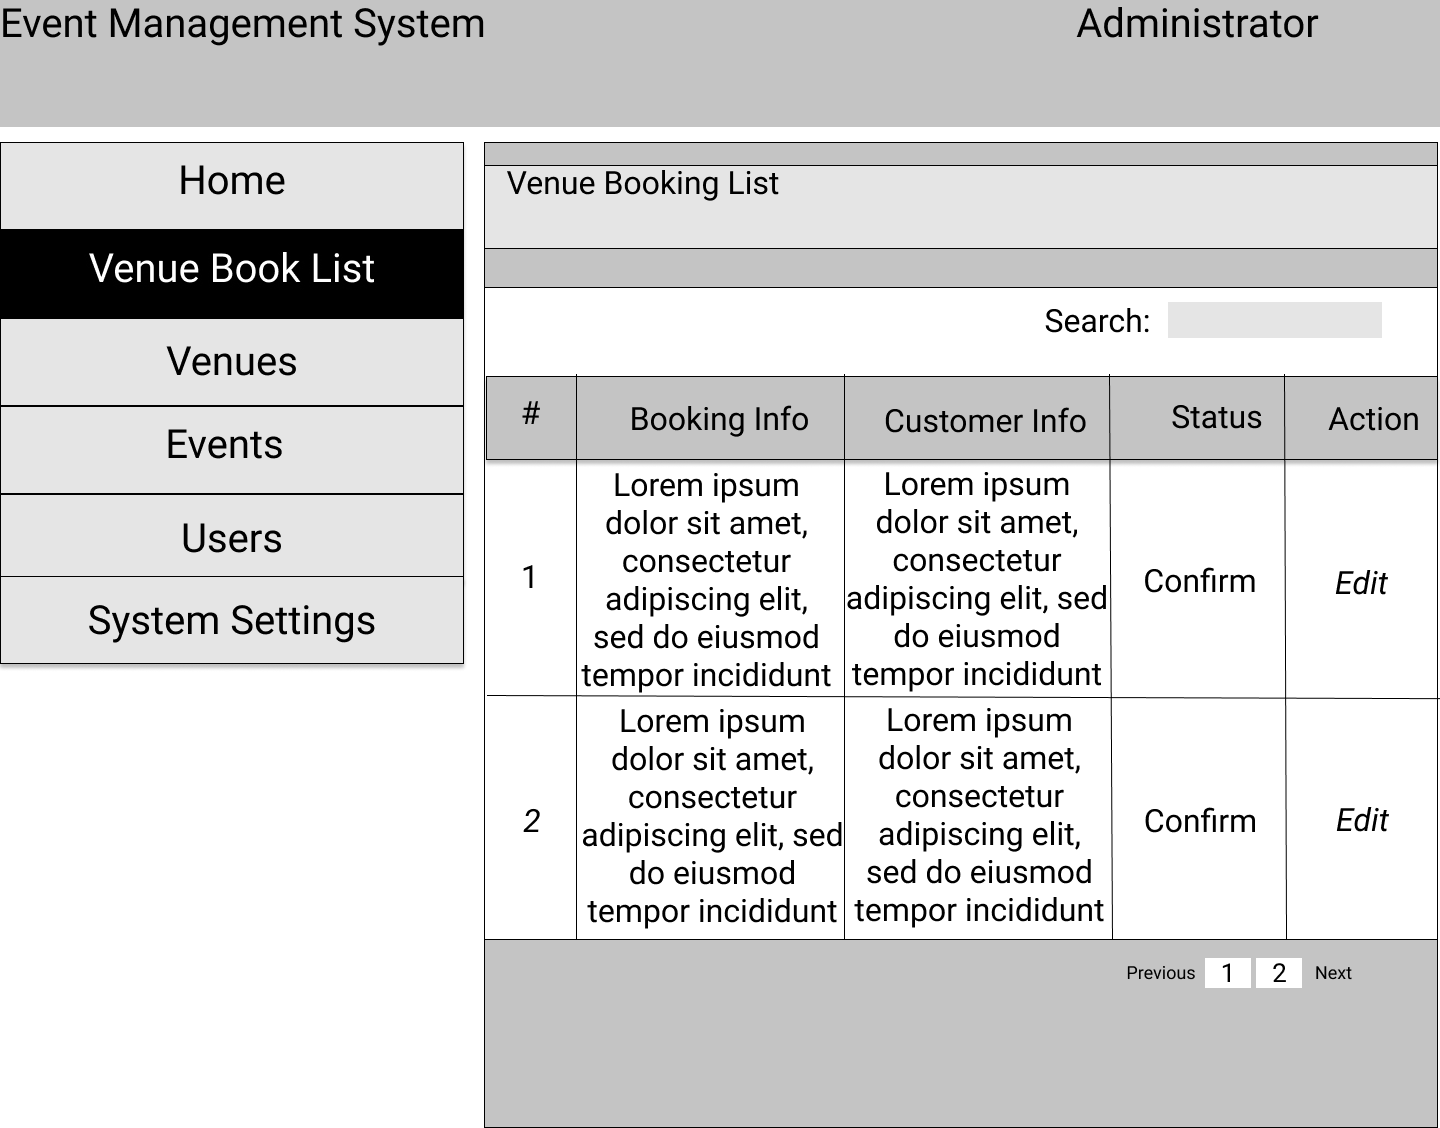 Event Management System
Administrator
Home
Venue Book List
Venues
Events
Users
System Settings
Venue Booking List
Search:
#
Booking Info
Customer Info
Status
Action
1
Lorem ipsum
dolor sit amet,
consectetur
adipiscing elit,
sed do eiusmod
tempor incididunt
Lorem ipsum
dolor sit amet,
consectetur
adipiscing elit, sed
do eiusmod
tempor incididunt
Confirm
Edit
2
Lorem ipsum
dolor sit amet,
consectetur
adipiscing elit, sed
do eiusmod
tempor incididunt
Lorem ipsum
dolor sit amet,
consectetur
adipiscing elit,
sed do eiusmod
tempor incididunt
Confirm
Edit
Previous 1 2 Next